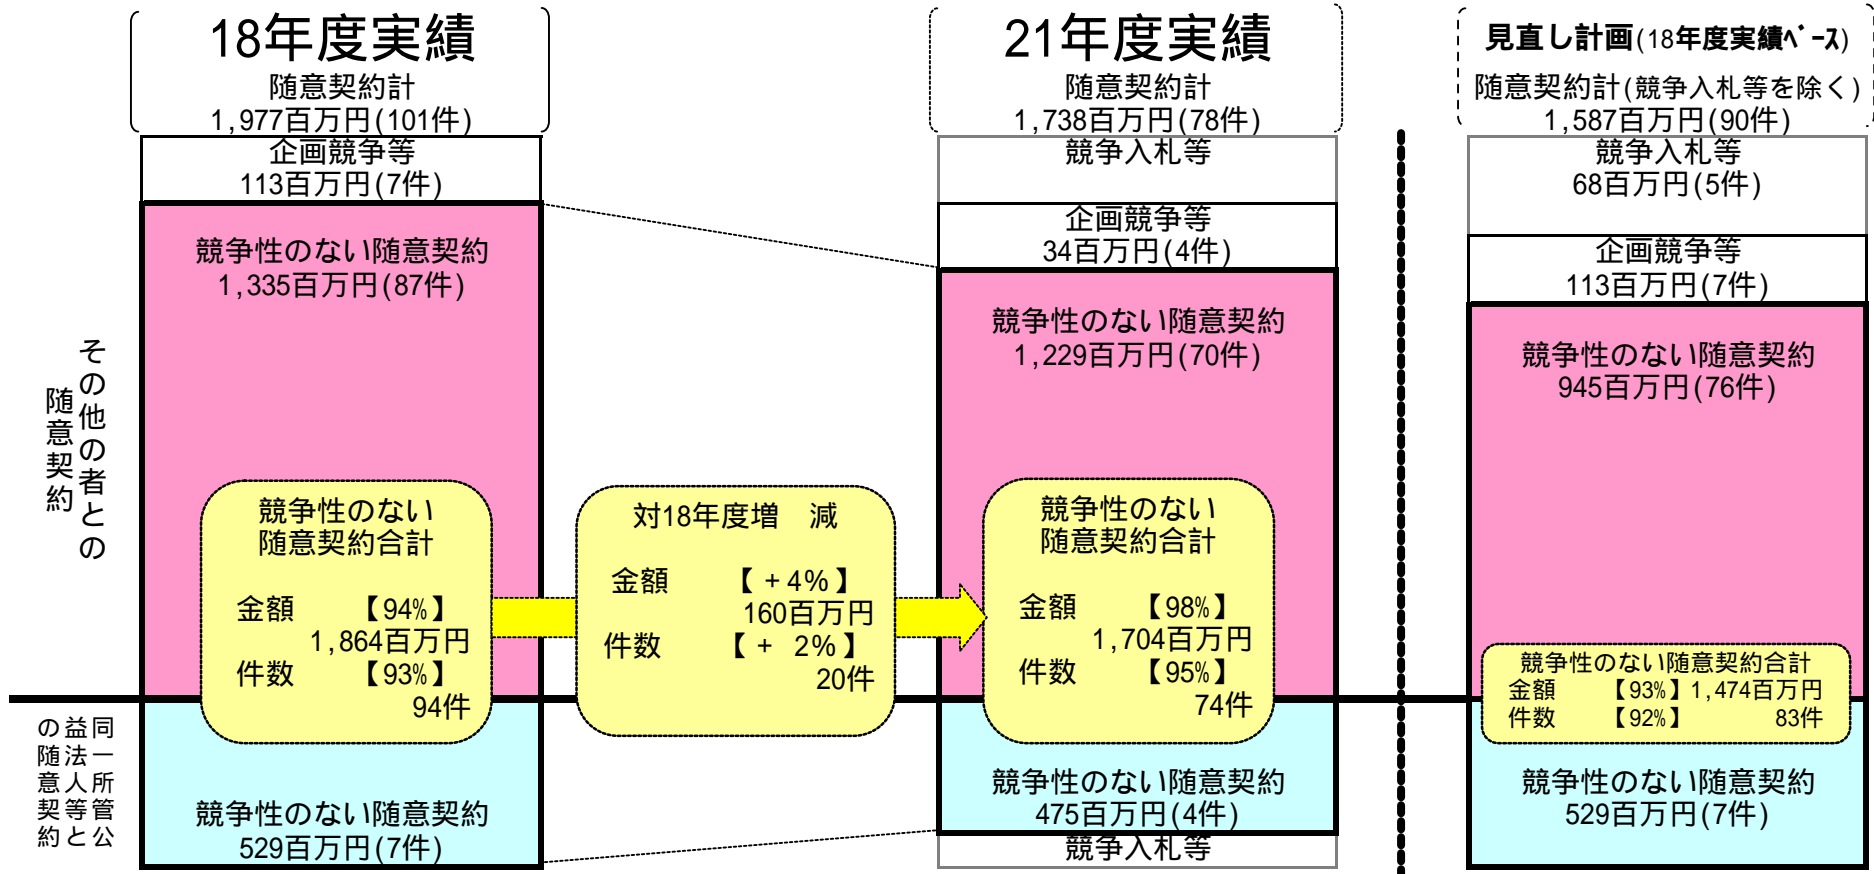 18年度実績
随意契約計
1,977百万円(101件)
企画競争等
113百万円(7件)
競争性のない随意契約
1,335百万円(87件)
競争性のない
随意契約合計
金額 【94%】
1,864百万円
件数 【93%】
94件
競争性のない随意契約
529百万円(7件)
その他の者との
随意契約
同一所管公
益法人等と
の随意契約
対18年度増 減
金額 【 +4% 】
160百万円
件数 【 + 2% 】
20件
21年度実績
随意契約計
1,738百万円(78件)
競争入札等
企画競争等
34百万円(4件)
競争性のない随意契約
1,229百万円(70件)
競争性のない
随意契約合計
金額 【98%】
1,704百万円
件数 【95%】
74件
競争性のない随意契約
475百万円(4件)
競争入札等
見直し計画(18年度実績ﾍﾞｰｽ)
随意契約計(競争入札等を除く)
1,587百万円(90件)
競争入札等
68百万円(5件)
企画競争等
113百万円(7件)
競争性のない随意契約
945百万円(76件)
競争性のない随意契約合計
金額 【93%】1,474百万円
件数 【92%】 83件
競争性のない随意契約
529百万円(7件)